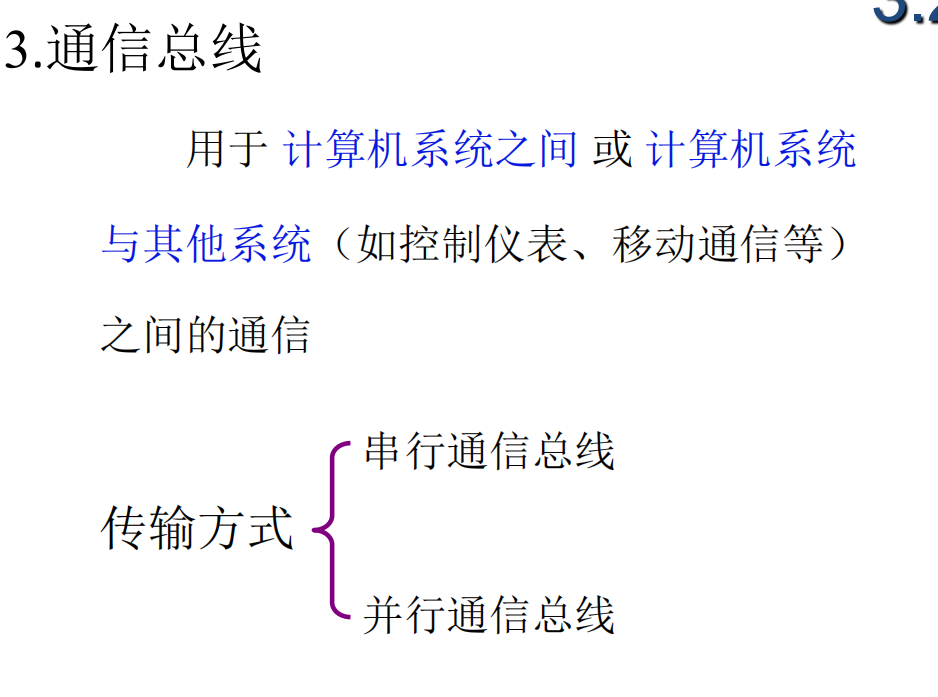 3.通信总线
用于 计算机系统之间 或 计算机系统
与其他系统（如控制仪表、移动通信等）
之间的通信
传输方式
串行通信总线
并行通信总线